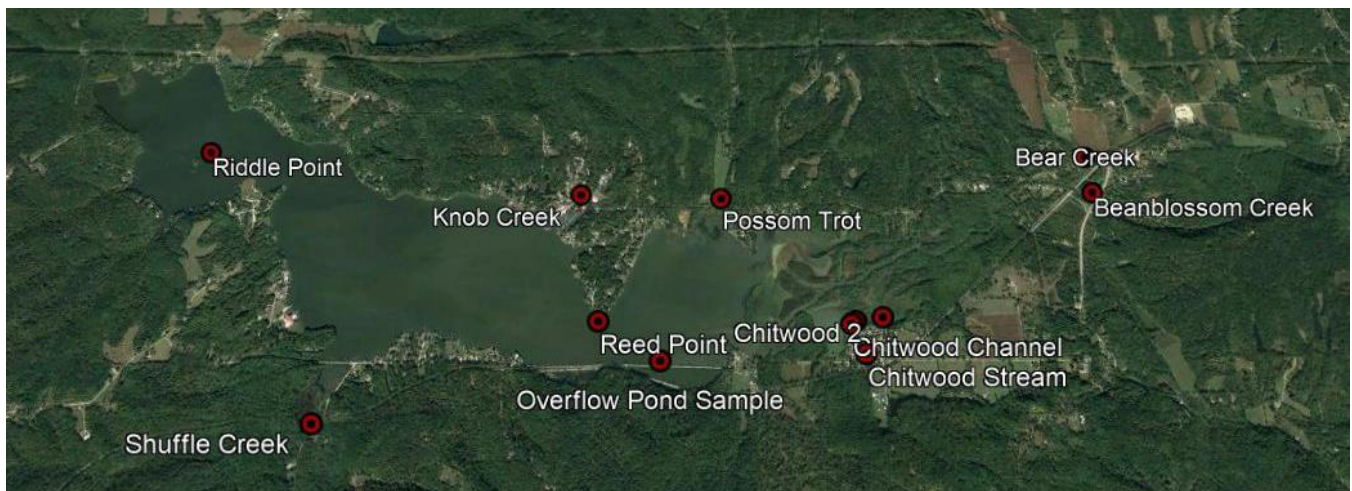 Bear Creek
Riddle Point
Beanblossom Creek
Knob Creek
Possom Trot
Chitwood 2
Reed Point
Chitwood Channel
Chitwood Stream
Overflow Pond Sample
Shuffle Creek